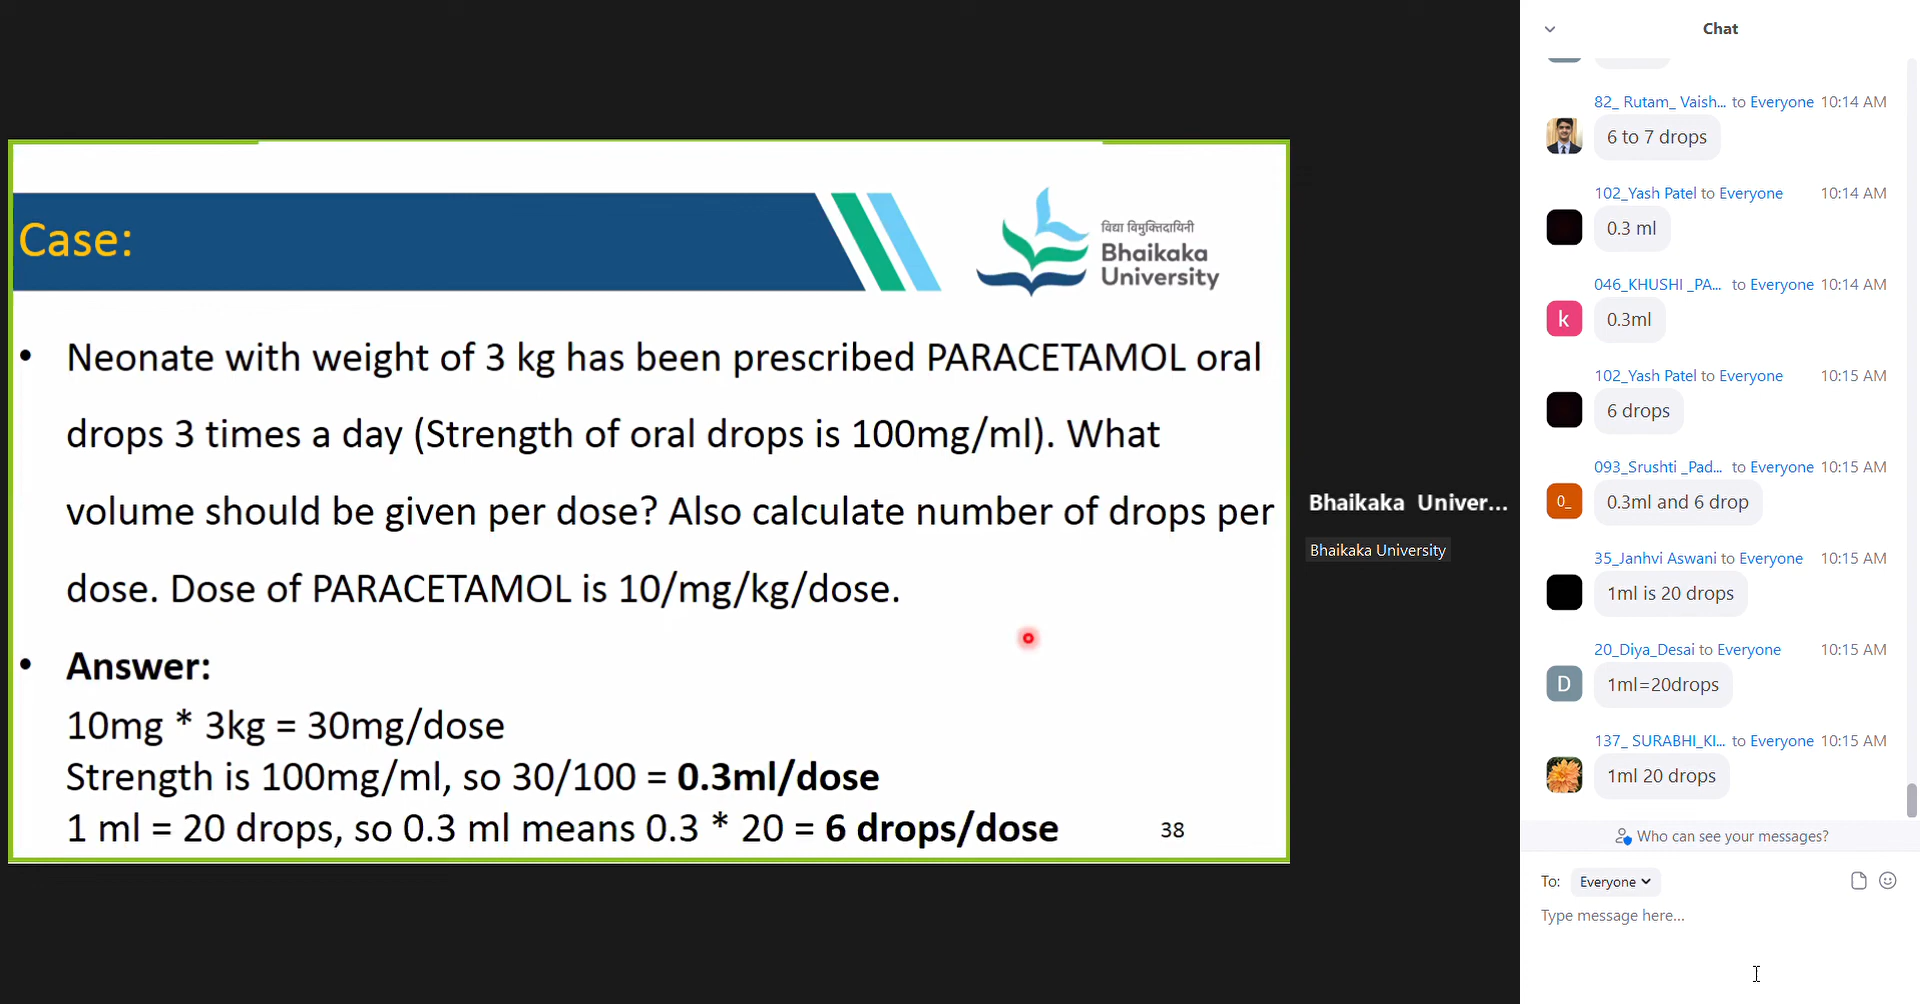 Case:
विद्या विमुक्तिदायिनी
Bhaikaka
University
• Neonate with weight of 3 kg has been prescribed PARACETAMOL oral
drops 3 times a day (Strength of oral drops is 100mg/ml). What
volume should be given per dose? Also calculate number of drops per
dose. Dose of PARACETAMOL is 10/mg/kg/dose.
• Answer:
10mg * 3kg = 30mg/dose
Strength is 100mg/ml, so 30/100 = 0.3ml/dose
1 ml = 20 drops, so 0.3 ml means 0.3 * 20 = 6 drops/dose
38
Bhaikaka Univer...
Bhaikaka University
Chat
82_ Rutam_ Vaish... to Everyone 10:14 AM
6 to 7 drops
102_Yash Patel to Everyone 10:14 AM
0.3 ml
046_KHUSHI _PA... to Everyone 10:14 AM
k
0.3ml
102_Yash Patel to Everyone 10:15 AM
6 drops
093_Srushti _Pad... to Everyone 10:15 AM
0_
0.3ml and 6 drop
35_Janhvi Aswani to Everyone 10:15 AM
1ml is 20 drops
20_Diya_Desai to Everyone 10:15 AM
D
1ml=20drops
137_ SURABHI_KI... to Everyone 10:15 AM
1ml 20 drops
Who can see your messages?
To: Everyone
Type message here...